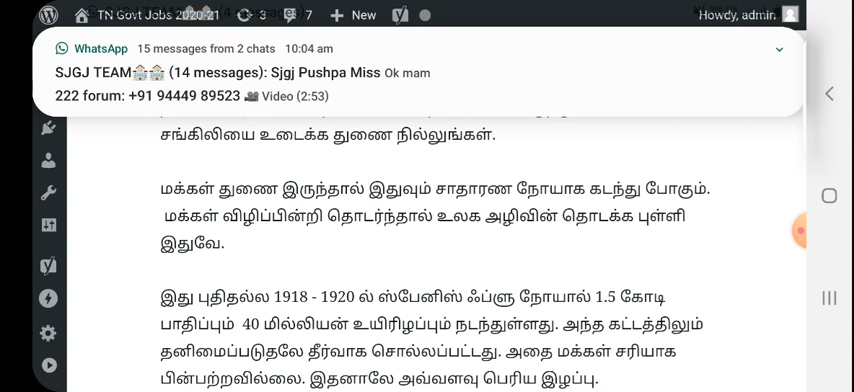 TN Govt Jobs 2020-21 3 7 + New Howdy, admin
WhatsApp 15 messages from 2 chats 10:04 am
SJGJ TEAM🏫🏫 (14 messages): Sjgj Pushpa Miss Ok mam
222 forum: +91 94449 89523 🎥 Video (2:53)
சங்கிலியை உடைக்க துணை நில்லுங்கள்.
மக்கள் துணை இருந்தால் இதுவும் சாதாரண நோயாக கடந்து போகும்.
மக்கள் விழிப்பின்றி தொடர்ந்தால் உலக அழிவின் தொடக்க புள்ளி
இதுவே.
இது புதிதல்ல 1918 - 1920 ல் ஸ்பேனிஸ் ஃப்ளு நோயால் 1.5 கோடி
பாதிப்பும் 40 மில்லியன் உயிரிழப்பும் நடந்துள்ளது. அந்த கட்டத்திலும்
தனிமைப்படுதலே தீர்வாக சொல்லப்பட்டது. அதை மக்கள் சரியாக
பின்பற்றவில்லை. இதனாலே அவ்வளவு பெரிய இழப்பு.